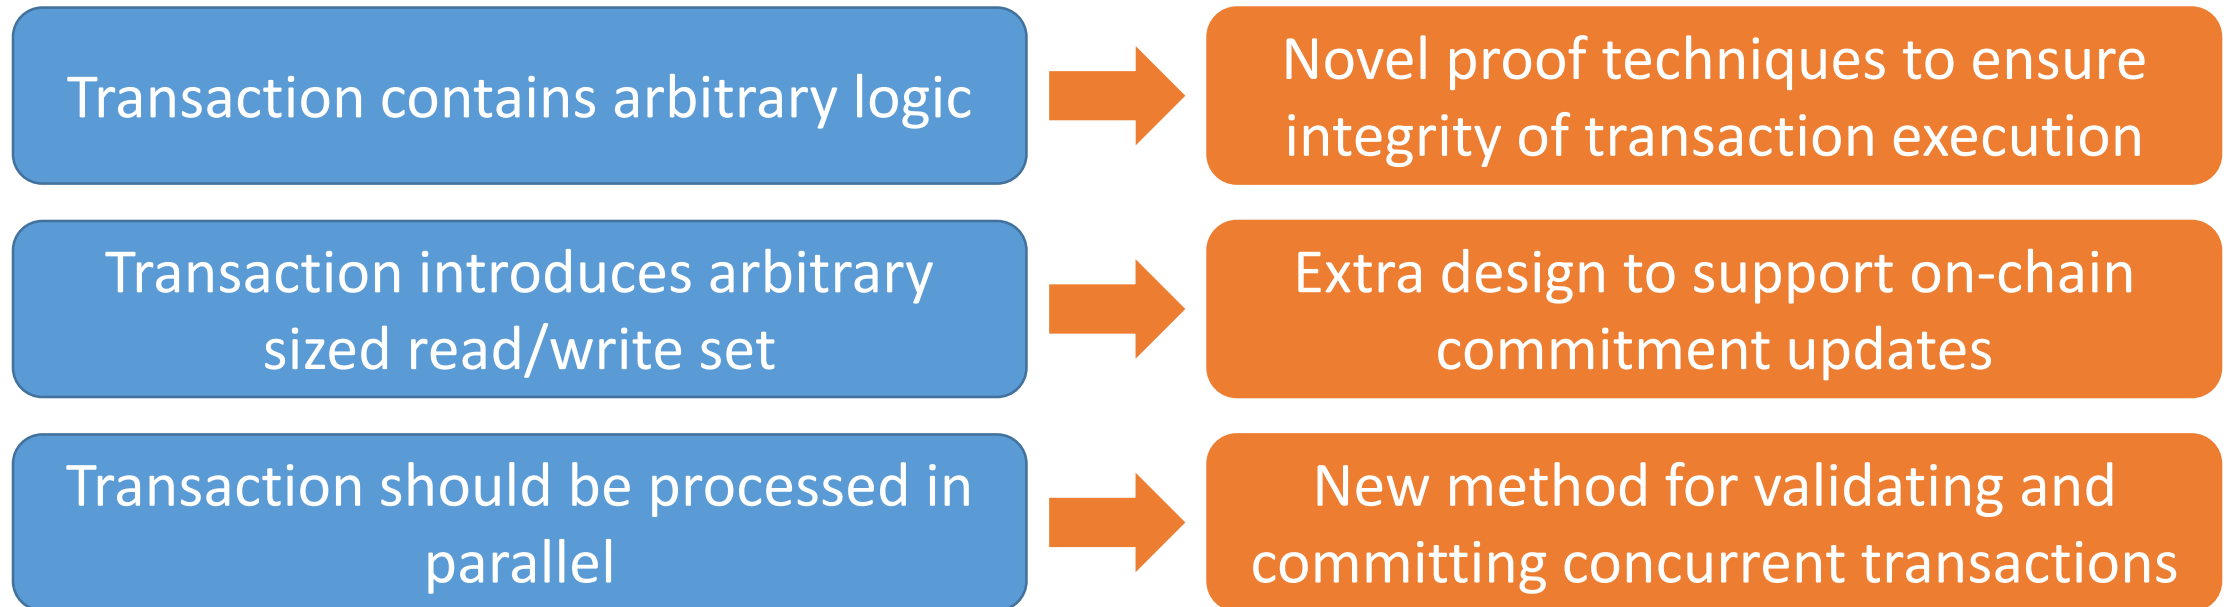 Transaction contains arbitrary logic
Novel proof techniques to ensure
integrity of transaction execution
Transaction introduces arbitrary
sized read/write set
Extra design to support on-chain
commitment updates
Transaction should be processed in
parallel
New method for validating and
committing concurrent transactions